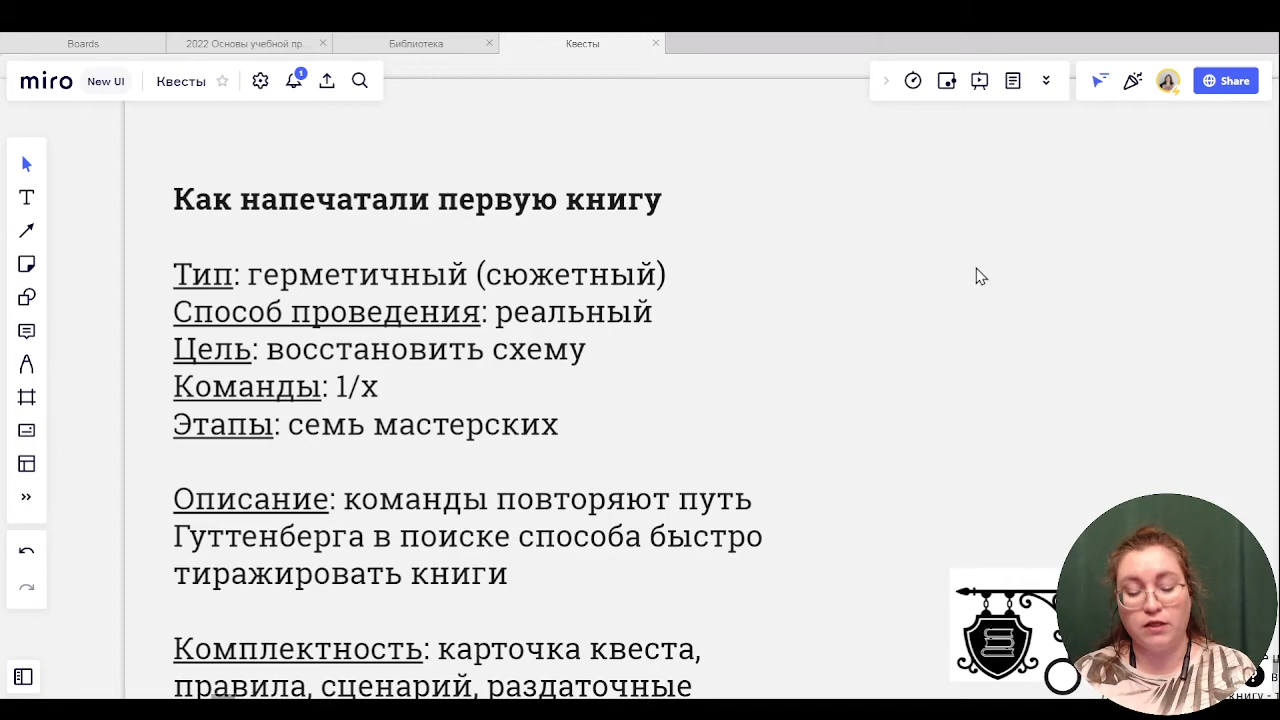 Boards
2022 Основы учебной пр...
Библиотека
Квесты
miro
New UI
Квесты
1
Share
Как напечатали первую книгу
Тип: герметичный (сюжетный)
Способ проведения: реальный
Цель: восстановить схему
Команды: 1/х
Этапы: семь мастерских
Описание: команды повторяют путь
Гуттенберга в поиске способа быстро
тиражировать книги
Комплектность: карточка квеста,
правила, сценарий, раздаточные